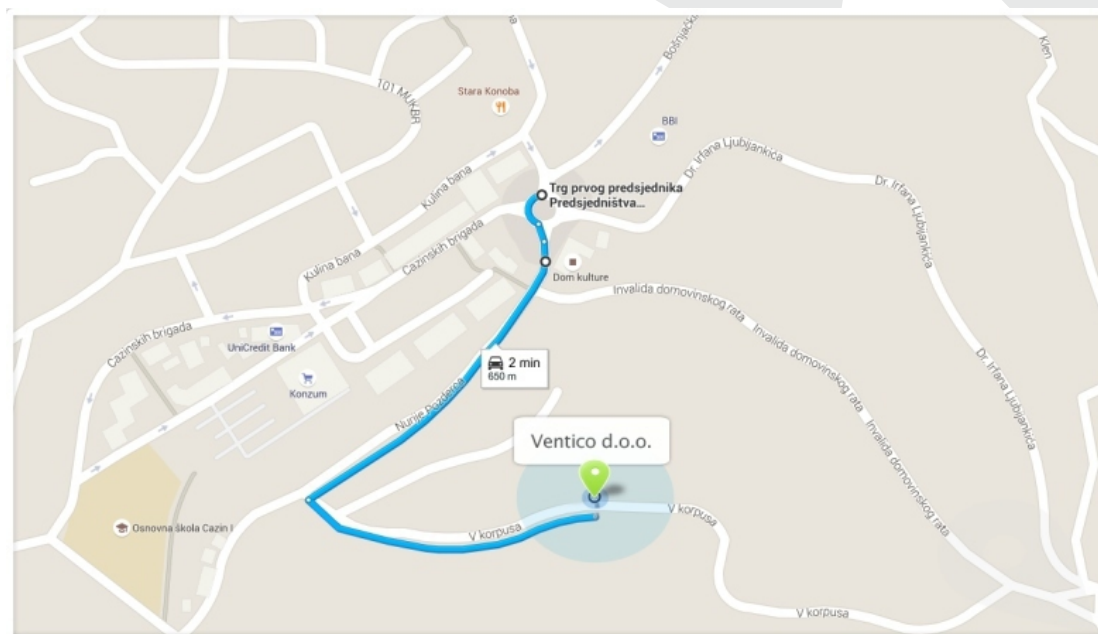 Klen
Bošnjački
101 MUKBR
Stara Konoba
BBI
Dr. Irfana Ljubijankića
Dr. Irfana Ljubijankića
Kulina bana
Trg prvog predsjednika
Predsjedništva...
Cazinskih brigada
Kulina bana
Dom kulture
Invalida domovinskog rata
Dr. Irfana Ljubijankića
Cazinskih brigada
UniCredit Bank
Invalida domovinskog rata
2 min
650 m
Konzum
Nurije Pozderca
Ventico d.o.o.
Invalida domovinskog rata
V korpusa
Osnovna škola Cazin I
V korpusa
V korpusa